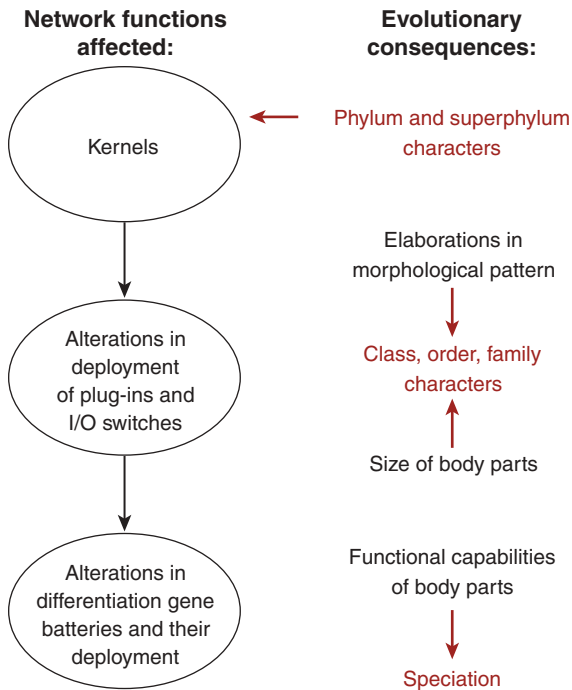 Network functions
affected:
Evolutionary
consequences:
Kernels
Phylum and superphylum
characters
Elaborations in
morphological pattern
Alterations in
deployment
of plug-ins and
I/O switches
Class, order, family
characters
Size of body parts
Alterations in
differentiation gene
batteries and their
deployment
Functional capabilities
of body parts
Speciation